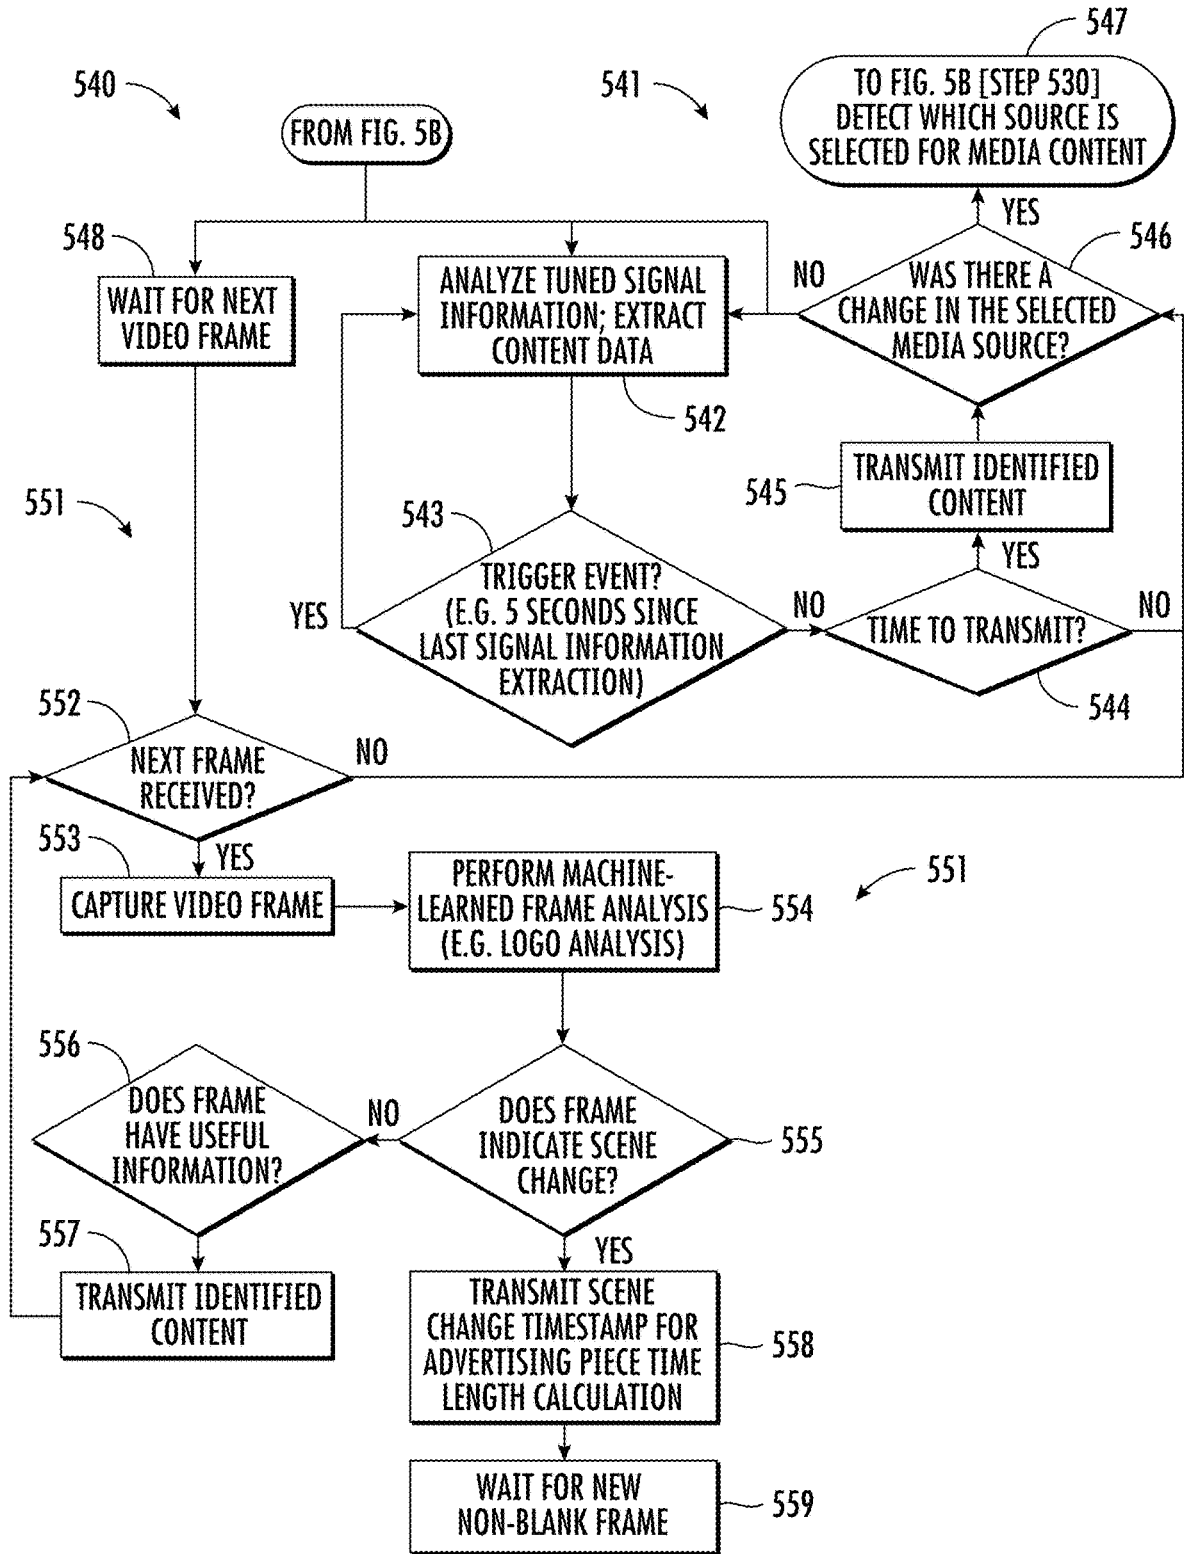 547
540
541
TO FIG. 5B [STEP 530]
DETECT WHICH SOURCE IS
SELECTED FOR MEDIA CONTENT
FROM FIG. 5B
YES
548
546
WAIT FOR NEXT
VIDEO FRAME
ANALYZE TUNED SIGNAL
INFORMATION; EXTRACT
CONTENT DATA
NO
WAS THERE A
CHANGE IN THE SELECTED
MEDIA SOURCE?
542
551
543
545
TRANSMIT IDENTIFIED
CONTENT
YES
YES
TRIGGER EVENT?
(E.G. 5 SECONDS SINCE
LAST SIGNAL INFORMATION
EXTRACTION)
NO
TIME TO TRANSMIT?
NO
544
552
NEXT FRAME
RECEIVED?
NO
553
YES
CAPTURE VIDEO FRAME
PERFORM MACHINE-
LEARNED FRAME ANALYSIS
(E.G. LOGO ANALYSIS)
554
551
556
DOES FRAME
HAVE USEFUL
INFORMATION?
NO
DOES FRAME
INDICATE SCENE
CHANGE?
555
557
YES
TRANSMIT IDENTIFIED
CONTENT
TRANSMIT SCENE
CHANGE TIMESTAMP FOR
ADVERTISING PIECE TIME
LENGTH CALCULATION
558
WAIT FOR NEW
NON-BLANK FRAME
559